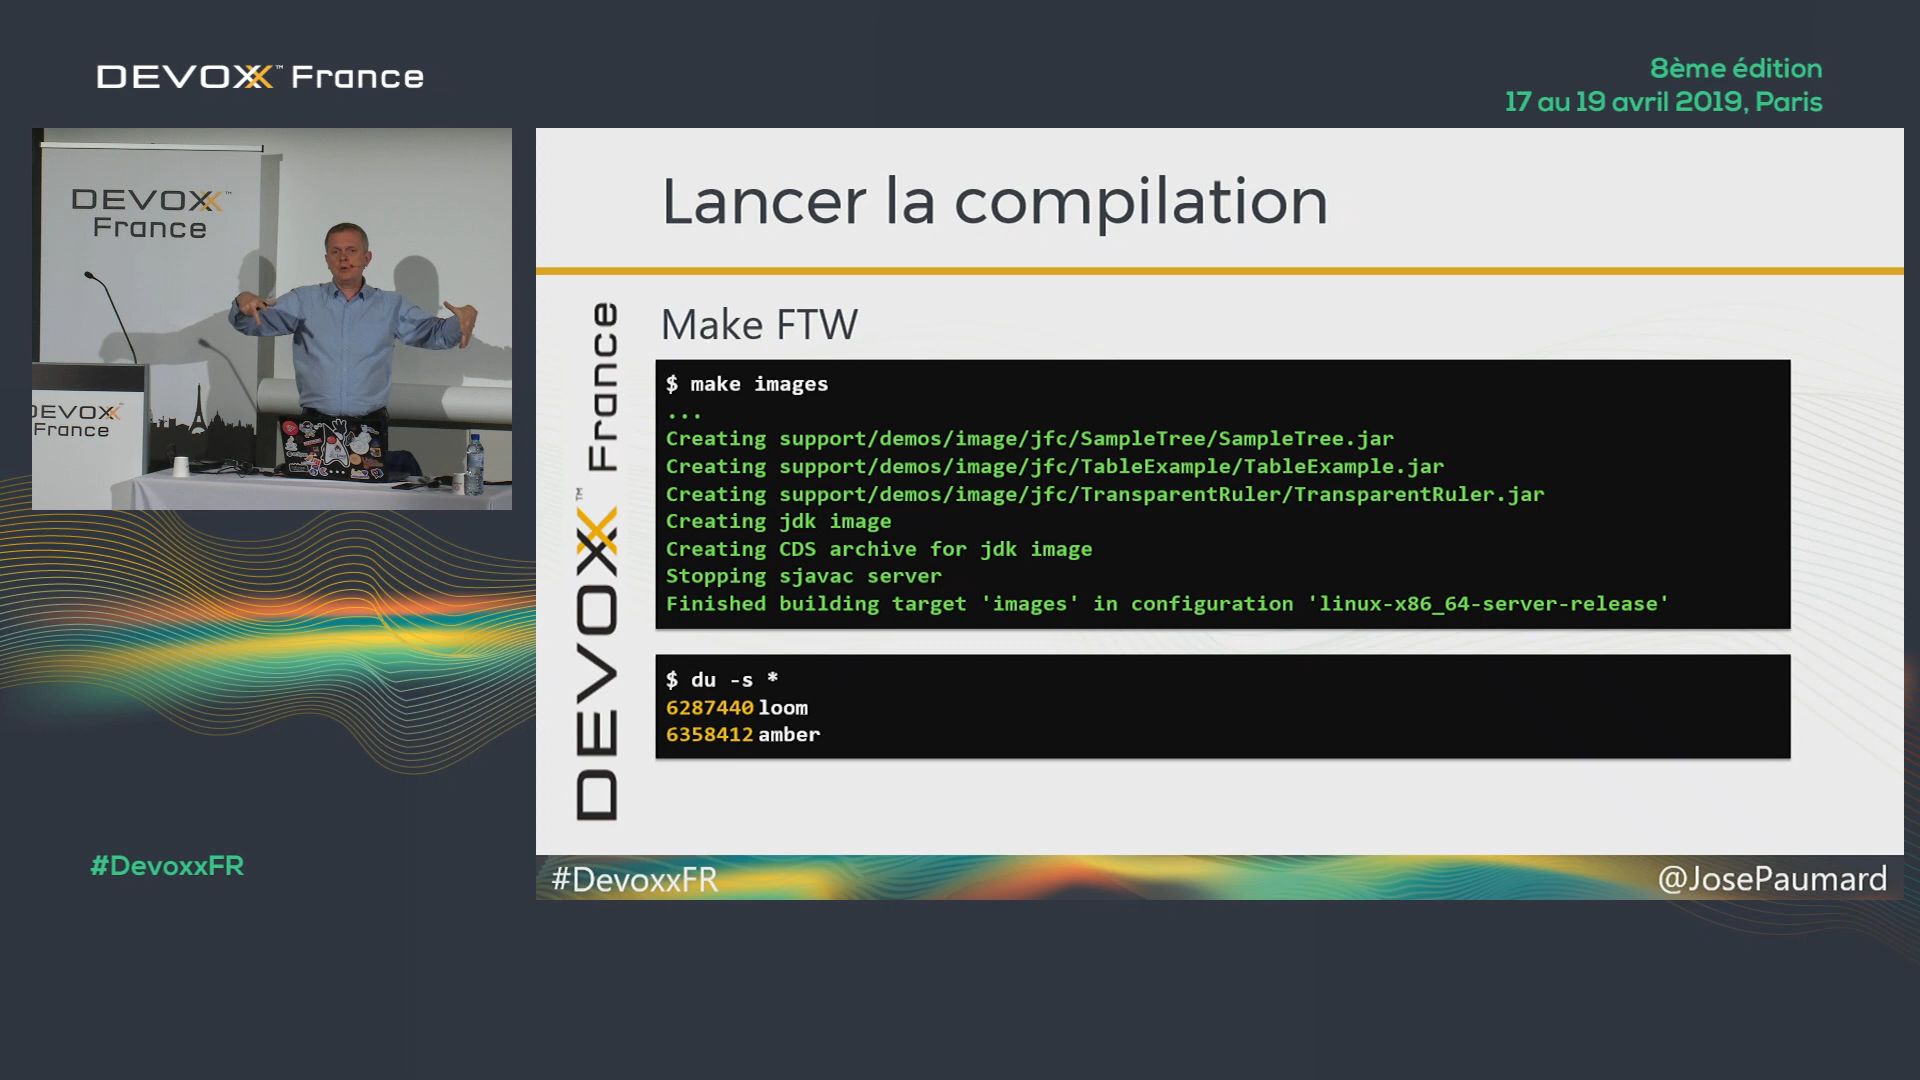 DEVOXX™ France
8ème édition
17 au 19 avril 2019, Paris
DEVOXX™
France
DEVOXX
France
Lancer la compilation
DEVOXX™ France
Make FTW
$ make images
...
Creating support/demos/image/jfc/SampleTree/SampleTree.jar
Creating support/demos/image/jfc/TableExample/TableExample.jar
Creating support/demos/image/jfc/TransparentRuler/TransparentRuler.jar
Creating jdk image
Creating CDS archive for jdk image
Stopping sjavac server
Finished building target 'images' in configuration 'linux-x86_64-server-release'
$ du -s *
6287440 loom
6358412 amber
#DevoxxFR
#DevoxxFR
@JosePaumard